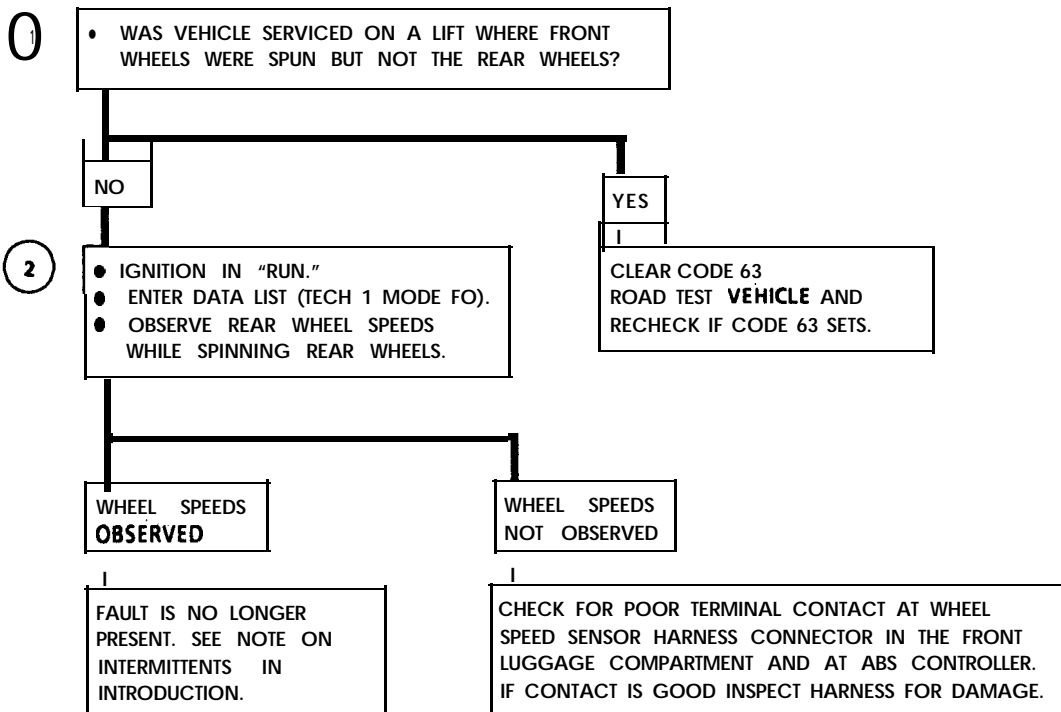 1
• WAS VEHICLE SERVICED ON A LIFT WHERE FRONT
WHEELS WERE SPUN BUT NOT THE REAR WHEELS?
NO
YES
2
• IGNITION IN “RUN.”
• ENTER DATA LIST (TECH 1 MODE FO).
• OBSERVE REAR WHEEL SPEEDS
WHILE SPINNING REAR WHEELS.
CLEAR CODE 63
ROAD TEST VEHICLE AND
RECHECK IF CODE 63 SETS.
WHEEL SPEEDS
OBSERVED
WHEEL SPEEDS
NOT OBSERVED
FAULT IS NO LONGER
PRESENT. SEE NOTE ON
INTERMITTENTS IN
INTRODUCTION.
CHECK FOR POOR TERMINAL CONTACT AT WHEEL
SPEED SENSOR HARNESS CONNECTOR IN THE FRONT
LUGGAGE COMPARTMENT AND AT ABS CONTROLLER.
IF CONTACT IS GOOD INSPECT HARNESS FOR DAMAGE.